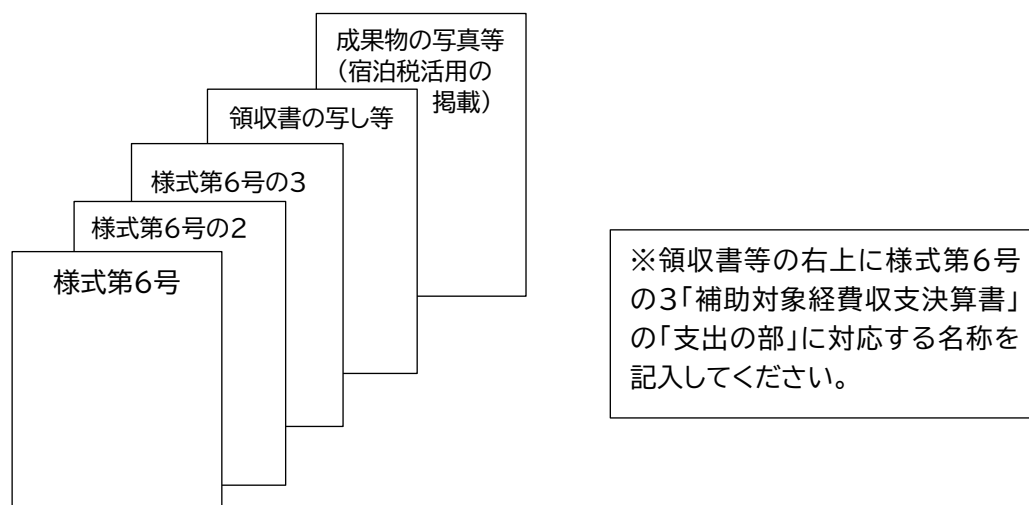 成果物の写真等
（宿泊税活用の
掲載）
領収書の写し等
様式第6号の3
様式第6号の2
様式第6号
※領収書等の右上に様式第6号
の3「補助対象経費収支決算書」
の「支出の部」に対応する名称を
記入してください。